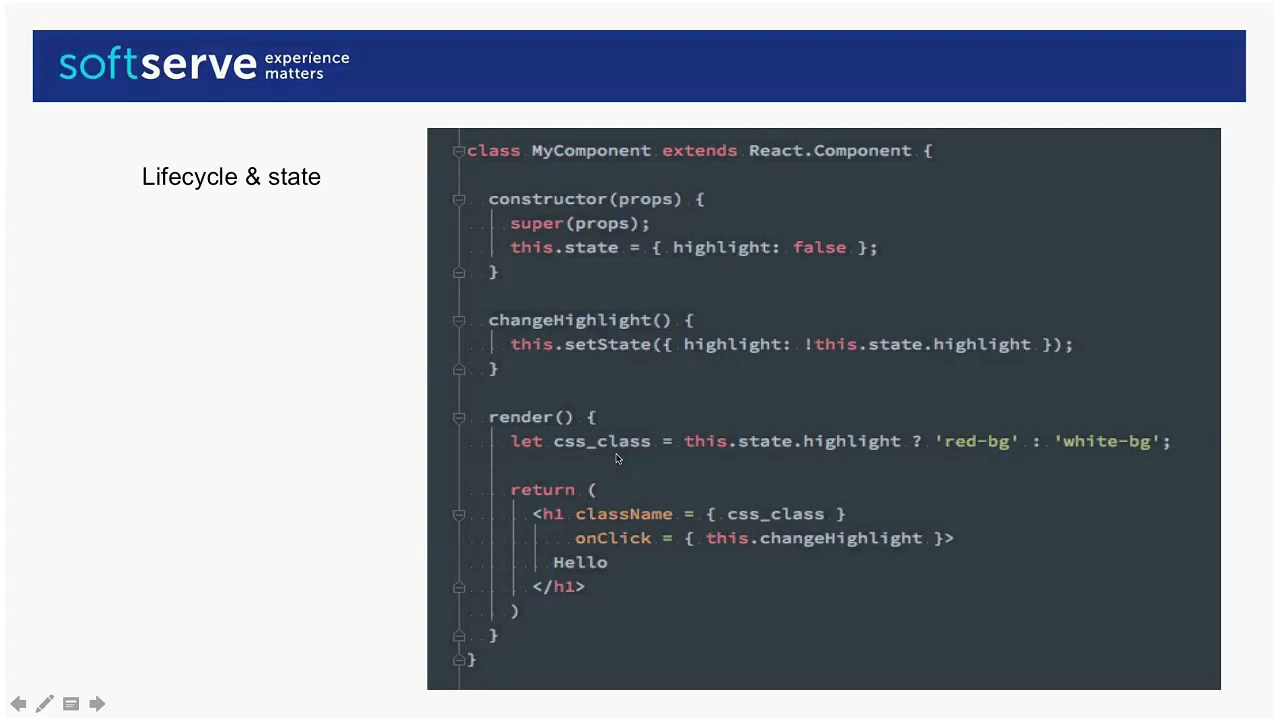 softserve experience
matters
Lifecycle & state
class MyComponent extends React.Component {
constructor(props) {
super(props);
this.state = { highlight: false };
}
changeHighlight() {
this.setState({ highlight: !this.state.highlight });
}
render() {
let css_class = this.state.highlight ? 'red-bg' : 'white-bg';
return (
<h1 className = { css_class }
onClick = { this.changeHighlight }>
Hello
</h1>
)
}
}